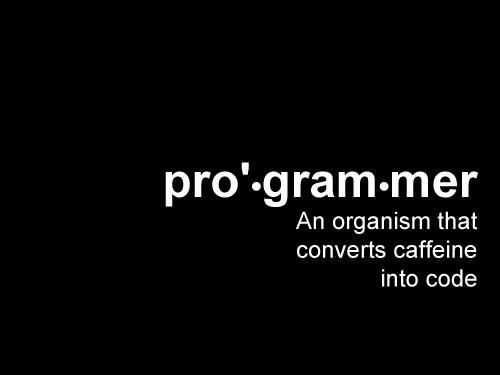 pro'·gram·mer
An organism that
converts caffeine
into code